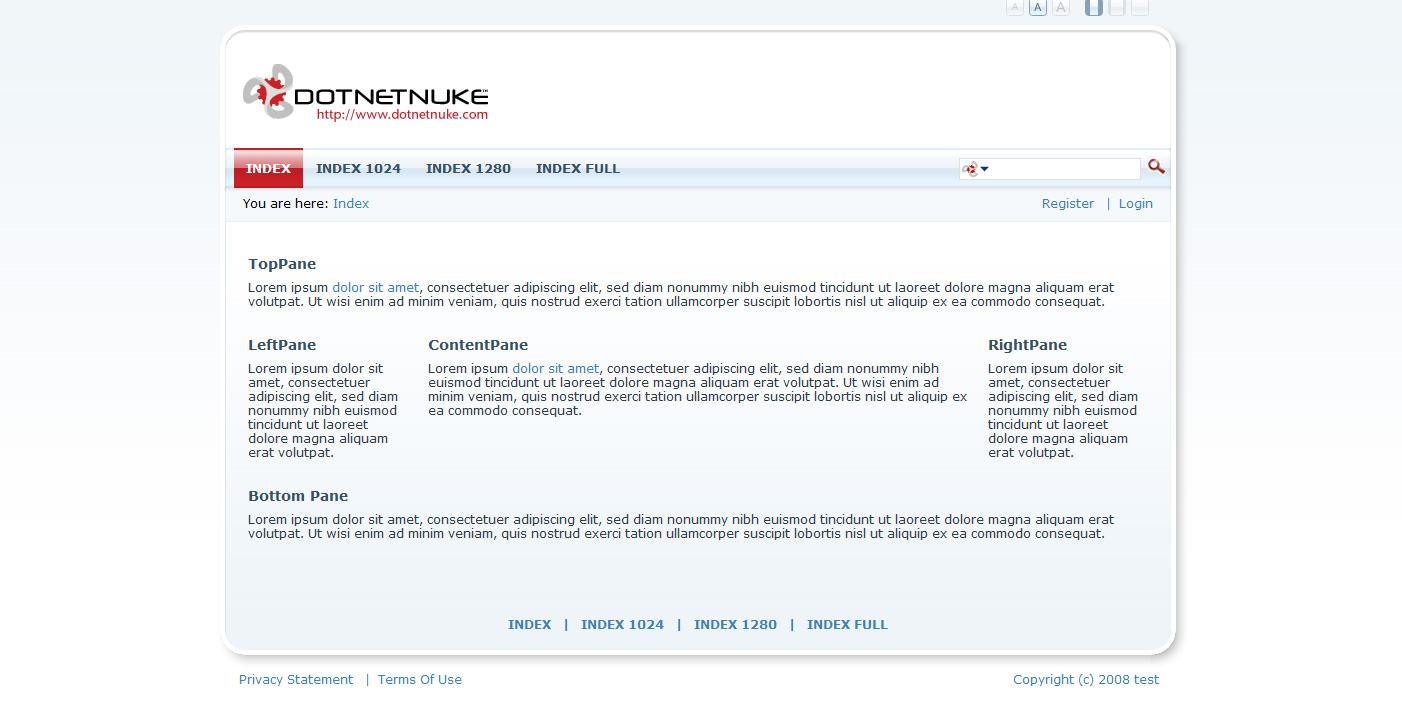 A A A
DOTNETNUKE
http://www.dotnetnuke.com
INDEX INDEX 1024 INDEX 1280 INDEX FULL
You are here: Index Register | Login
TopPane
Lorem ipsum dolor sit amet, consectetuer adipiscing elit, sed diam nonummy nibh euismod tincidunt ut laoreet dolore magna aliquam erat
volutpat. Ut wisi enim ad minim veniam, quis nostrud exerci tation ullamcorper suscipit lobortis nisl ut aliquip ex ea commodo consequat.
LeftPane
Lorem ipsum dolor sit
amet, consectetuer
adipiscing elit, sed diam
nonummy nibh euismod
tincidunt ut laoreet
dolore magna aliquam
erat volutpat.
ContentPane
Lorem ipsum dolor sit amet, consectetuer adipiscing elit, sed diam nonummy nibh
euismod tincidunt ut laoreet dolore magna aliquam erat volutpat. Ut wisi enim ad
minim veniam, quis nostrud exerci tation ullamcorper suscipit lobortis nisl ut aliquip ex
ea commodo consequat.
RightPane
Lorem ipsum dolor sit
amet, consectetuer
adipiscing elit, sed diam
nonummy nibh euismod
tincidunt ut laoreet
dolore magna aliquam
erat volutpat.
Bottom Pane
Lorem ipsum dolor sit amet, consectetuer adipiscing elit, sed diam nonummy nibh euismod tincidunt ut laoreet dolore magna aliquam erat
volutpat. Ut wisi enim ad minim veniam, quis nostrud exerci tation ullamcorper suscipit lobortis nisl ut aliquip ex ea commodo consequat.
INDEX | INDEX 1024 | INDEX 1280 | INDEX FULL
Privacy Statement | Terms Of Use Copyright (c) 2008 test